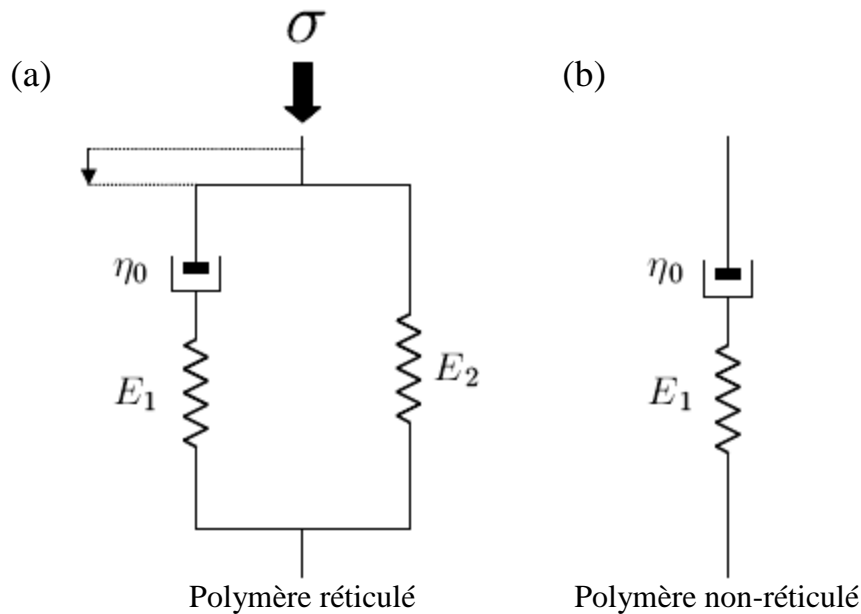 σ
(a)
(b)
η₀
E₁
E₂
η₀
E₁
Polymère réticulé
Polymère non-réticulé